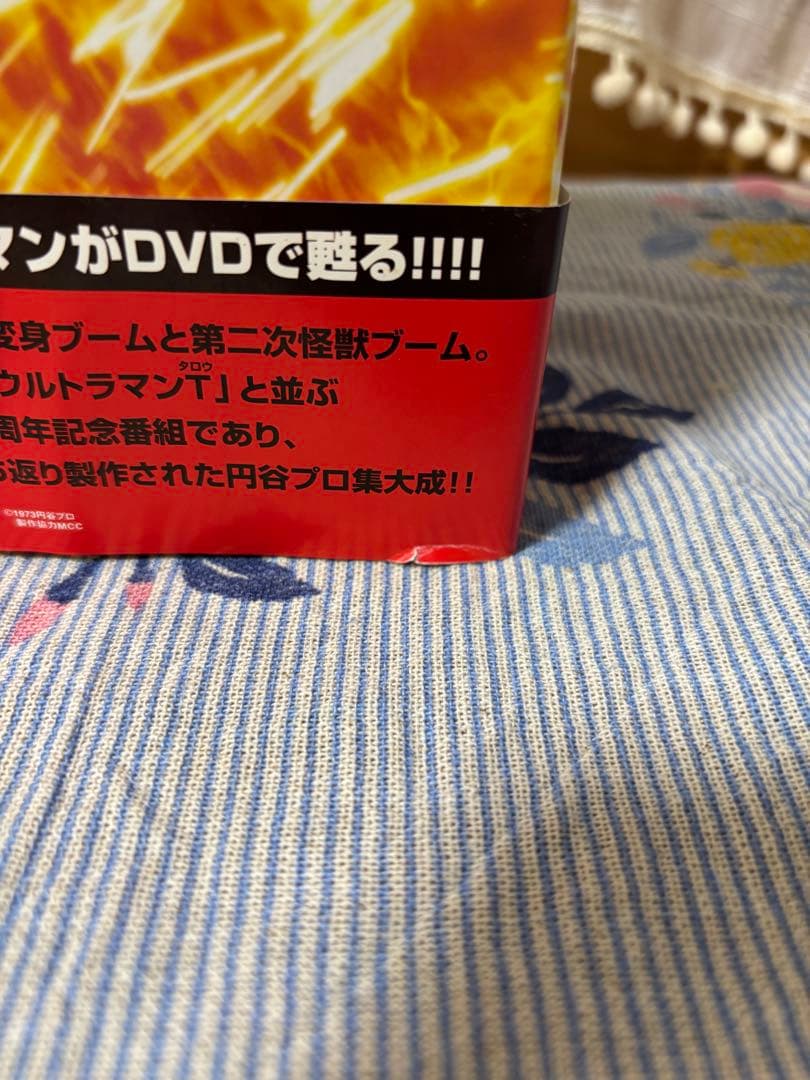 マンがDVDで甦る!!!!
変身ブームと第二次怪獣ブーム。
ウルトラマンT」と並ぶ
タロウ
周年記念番組であり、
返り製作された円谷プロ集大成!!
©1973円谷プロ
製作協力MCC